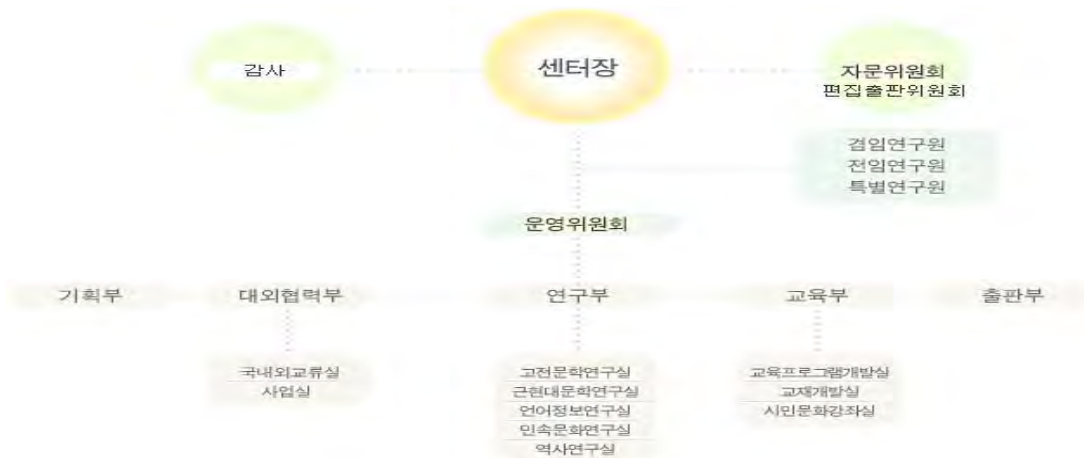 감사
센터장
자문위원회
편집출판위원회
겸임연구원
전임연구원
특별연구원
운영위원회
기획부
대외협력부
연구부
교육부
출판부
국내외교류실
사업실
고전문학연구실
근현대문학연구실
언어정보연구실
민속문화연구실
역사연구실
교육프로그램개발실
교재개발실
시민문화강좌실